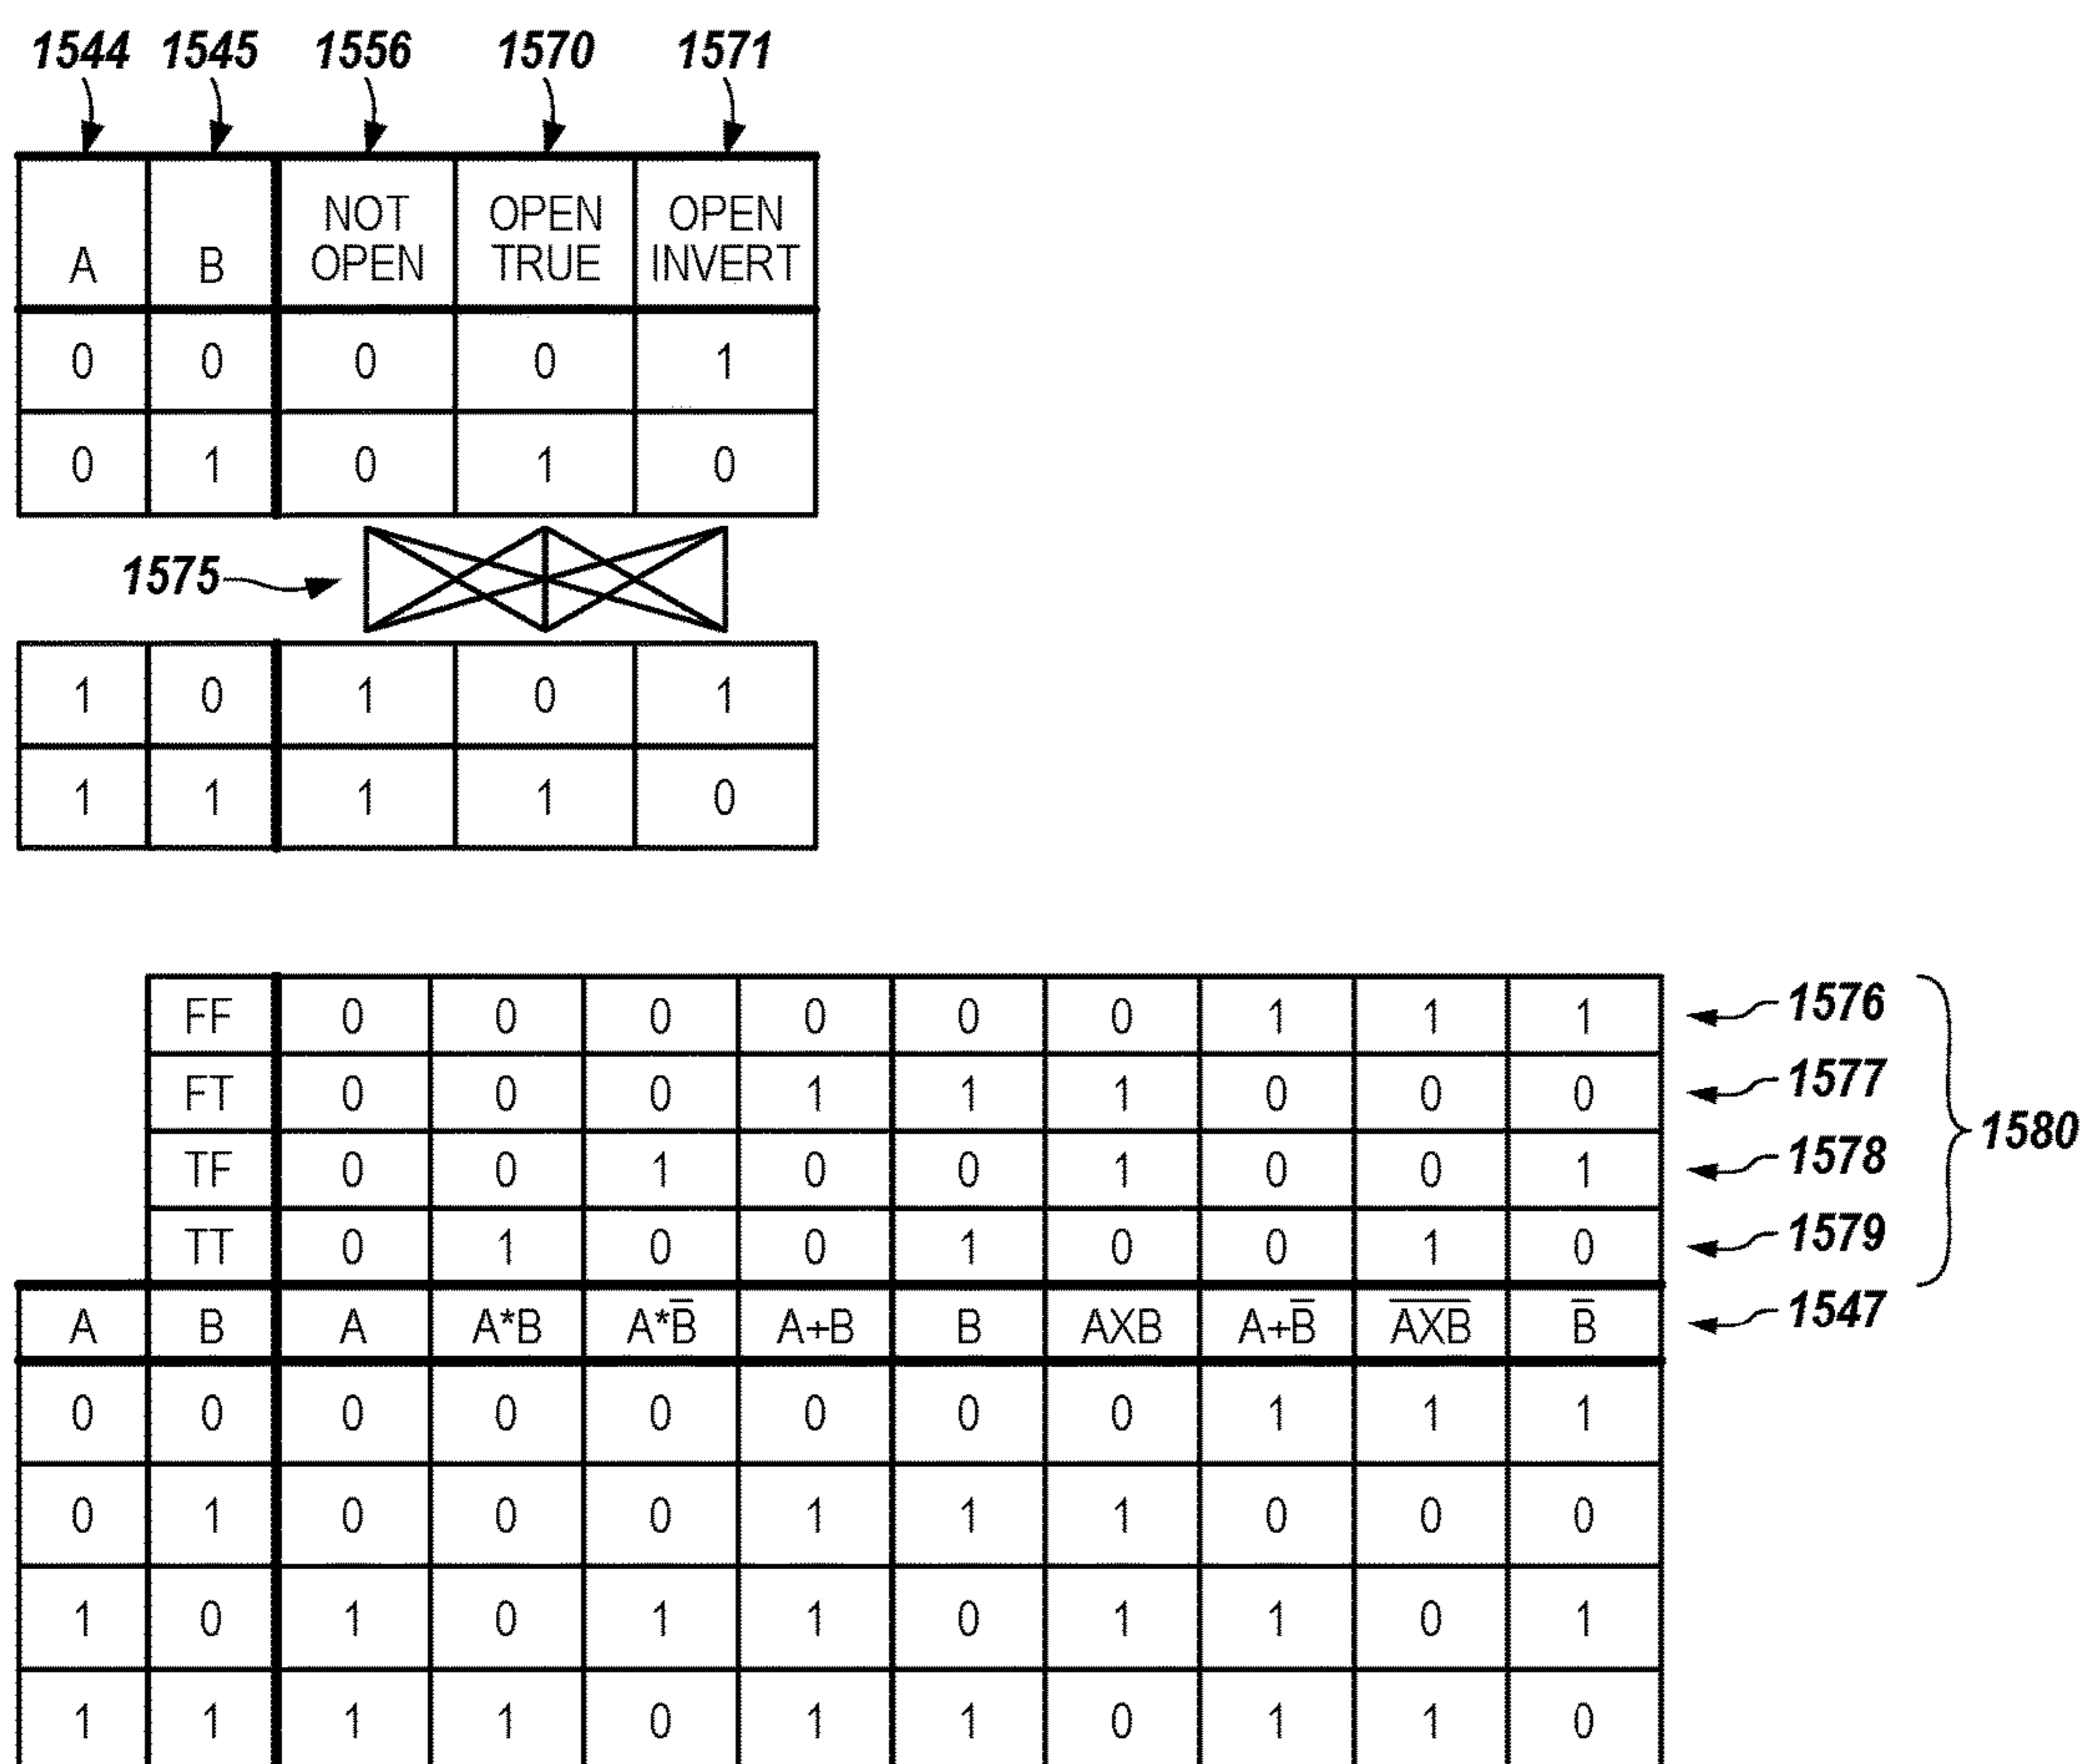 1544 1545 1556 1570 1571
A B NOT OPEN OPEN TRUE OPEN INVERT
0 0 0 0 1
0 1 0 1 0
1575
1 0 1 0 1
1 1 1 1 0
FF 0 0 0 0 0 0 1 1 1 1576
FT 0 0 0 1 1 1 0 0 0 1577
1580
TF 0 0 1 0 0 1 0 0 1 1578
TT 0 1 0 0 1 0 0 1 0 1579
A B A A*B A*B̅ A+B B AXB A+B̅ A̅X̅B̅ B̅ 1547
0 0 0 0 0 0 0 0 1 1 1
0 1 0 0 0 1 1 1 0 0 0
1 0 1 0 1 1 0 1 1 0 1
1 1 1 1 0 1 1 0 1 1 0